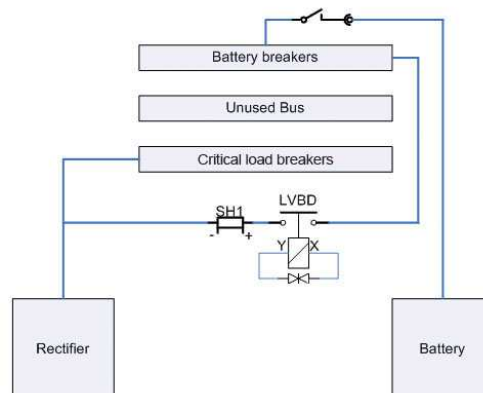 Battery breakers
Unused Bus
Critical load breakers
SH1
LVBD
- +
Y X
Rectifier
Battery